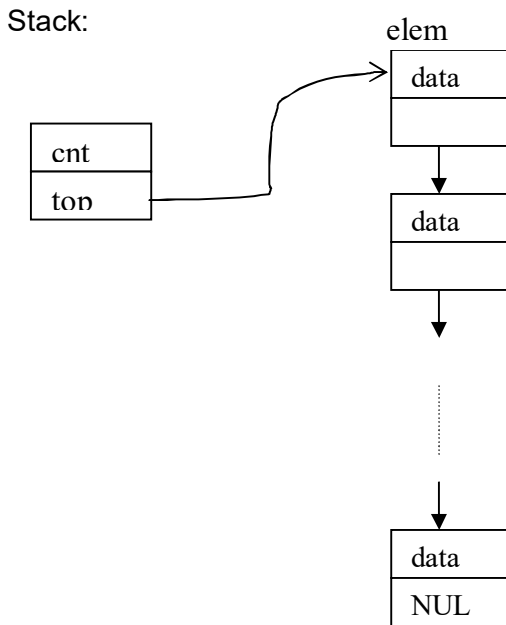 Stack:
elem
data
cnt
top
data
data
NUL